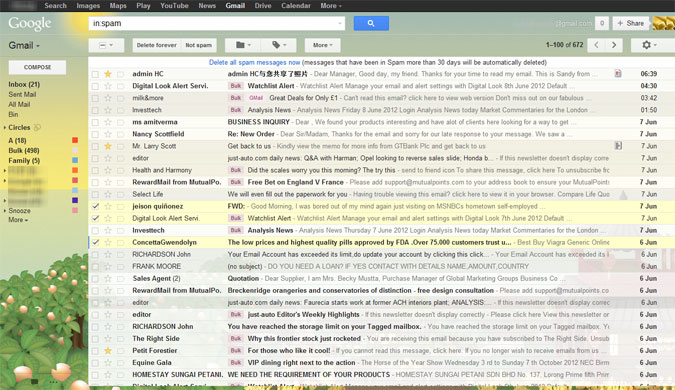 Search Images Maps Play YouTube News Gmail Drive Calendar More
Google in:spam @gmail.com 0 + Share
Gmail Delete forever Not spam More 1–100 of 672
Delete all spam messages now (messages that have been in Spam more than 30 days will be automatically deleted)
COMPOSE
Inbox (21)
Sent Mail
All Mail
Bin
Circles
A (18)
Bulk (498)
Family (5)
Snooze
More
admin HC admin HC与您共享了照片 - Dear Manager, Good day, my friend. Thanks for your time to read my email. This is Sandy from ... 06:39
Digital Look Alert Servi. Bulk Watchlist Alert Manage your email and alert settings with Digital Look 8th June 2012 Default ... 04:30
milk&more Bulk GMail Great Deals for Only £1 - Can't read this email? click here to view web version Don't miss out on our fabulous ... 03:42
Investtech Bulk Analysis News Friday 8 June 2012 Login Analysis Today News today Market Commentaries for the London ... 01:50
ms amitverma BUSINESS INQUIRY - Dear Sir, We found your products interesting and have alot of clients here looking for a way to get ... 7 Jun
Nancy Scottfield Re: New Order - Dear Sir/Madam, Thanks for the email and sorry for our late response to your message. We saw a ... 7 Jun
Mr. Larry Scott Get back to us - Kindly view the memo for more info from GTBank Plc and get back to us 7 Jun
editor just-auto.com daily news: Q&A with Harman; Opel looking to reverse sales slide; Honda b... - If this newsletter doesn't display corre 7 Jun
Health and Harmony Bulk Did the scales worry you this morning? The try this - send to friend icon To share this message, click here To unsubscribe from 7 Jun
RewardMail from MutualPo. Bulk Free Bet on England V France - Please add support@mutualpoints.com to your address book to ensure your MutualPoints 7 Jun
Select Life We will even fill out the paperwork for you - Having trouble viewing this email? click here to view it in your browser. Compare Life Quotes 7 Jun
jeison quiñonez FWD: - Good Morning, I was bored out of my mind again just visiting on MSNBCs hometown self-employed ... 7 Jun
Digital Look Alert Servi. Bulk Watchlist Alert - Manage your email and alert settings with Digital Look 7th June 2012 Default ... 7 Jun
Investtech Bulk Analysis News Thursday 7 June 2012 Login Analysis Today News today Market Commentaries for the London ... 7 Jun
ConcettaGwendolyn The low prices and highest quality pills approved by FDA .Over 75.000 customers trust u... - Best Buy Viagra Generic Online 6 Jun
RICHARDSON John Your Email Account has exceeded its limit,do update your account by clicking this click... - Your Email Account has exceeded its li 6 Jun
FRANK MOORE (no subject) - DO YOU NEED A LOAN? IF YES CONTACT WITH DETAILS NAME,AMOUNT,COUNTRY 6 Jun
Sales Agent (2) Quotation - Dear Supplier, I am Mrs. Becky Mustta, Purchase Manager of Global Marketing Groups Business Co ... 6 Jun
RewardMail from MutualPo. Bulk Breckenridge orangeries and conservatories of distinction - free design consultation - Please add support@mutualpoints.com 6 Jun
editor just-auto.com daily news: Faurecia starts work at former ACH interiors plant; ANALYSIS:... - If this newsletter doesn't display corre 6 Jun
editor Bulk just-auto Editor's Weekly Highlights - If this newsletter doesn't display correctly - Please click here View this newsletter on 6 Jun
RICHARDSON John You have reached the storage limit on your Tagged mailbox. - You have reached the storage limit on your Tagged mailbox. 6 Jun
The Right Side Bulk Why this frontier stock just rocketed - You are receiving this email because you have subscribed to The Right Side. 6 Jun
Petit Forestier Bulk For those who like it cool! - If you cannot read this message, click here. If you no longer wish to receive emails from us 6 Jun
Equine Gala Bulk VIP dining right next to the action - The Horse of the Year Show Wednesday 3 rd to Sunday 7 th October 2012 NEC Birm 6 Jun
HOMESTAY SUNGAI PETANI. WE NEED THE REQUIREMENT OF YOUR PRODUCTS - HOMESTAY SUNGAI PETANI SDN BHD No. 137, Lorong Prima 6 Jun
Digital Look Alert Servi. Bulk Watchlist Alert